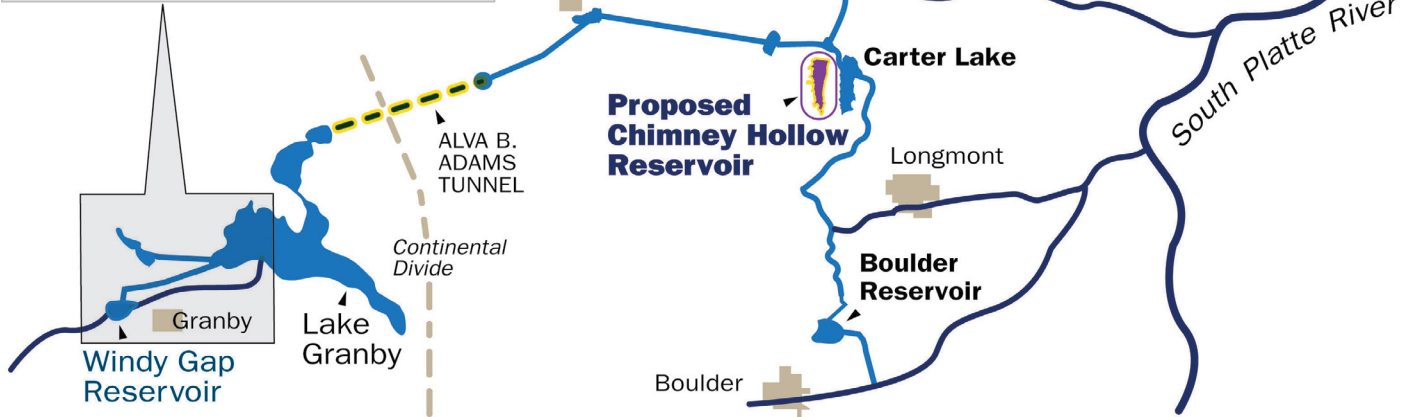 South Platte River
Carter Lake
Proposed
Chimney Hollow
Reservoir
ALVA B.
ADAMS
TUNNEL
Longmont
Continental
Divide
Boulder
Reservoir
Granby
Lake
Granby
Windy Gap
Reservoir
Boulder